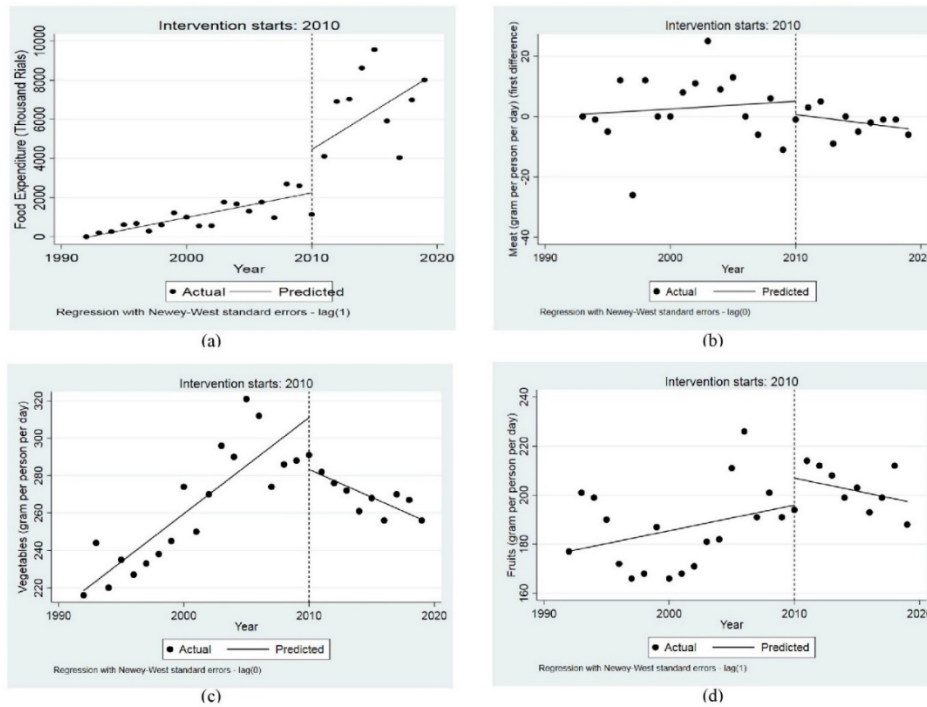 Intervention starts: 2010
Food Expenditure (Thousand Rials)
10000
8000
6000
4000
2000
0
1990 2000 2010 2020
Year
Actual Predicted
Regression with Newey-West standard errors - lag(1)
(a)
Intervention starts: 2010
Meat (gram per person per day) (first difference)
20
0
-20
-40
1990 2000 2010 2020
Year
Actual Predicted
Regression with Newey-West standard errors - lag(0)
(b)
Intervention starts: 2010
Vegetables (gram per person per day)
320
300
280
260
240
220
1990 2000 2010 2020
Year
Actual Predicted
Regression with Newey-West standard errors - lag(0)
(c)
Intervention starts: 2010
Fruits (gram per person per day)
240
220
200
180
160
1990 2000 2010 2020
Year
Actual Predicted
Regression with Newey-West standard errors - lag(1)
(d)